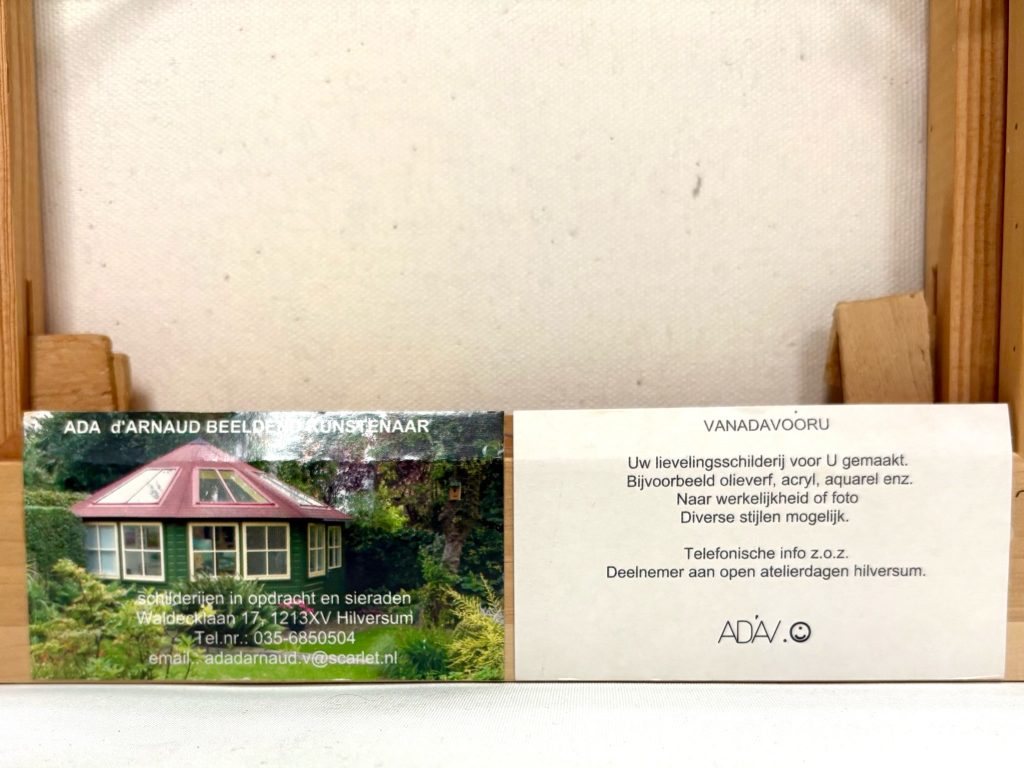 ADA d'ARNAUD BEELDEND KUNSTENAAR
schilderijen in opdracht en sieraden
Waldecklaan 17, 1213XV Hilversum
Tel.nr.: 035-6850504
email : adadarnaud.v@scarlet.nl
VANADAVOORU
Uw lievelingsschilderij voor U gemaakt.
Bijvoorbeeld olieverf, acryl, aquarel enz.
Naar werkelijkheid of foto
Diverse stijlen mogelijk.
Telefonische info z.o.z.
Deelnemer aan open atelierdagen hilversum.
AD'AV.